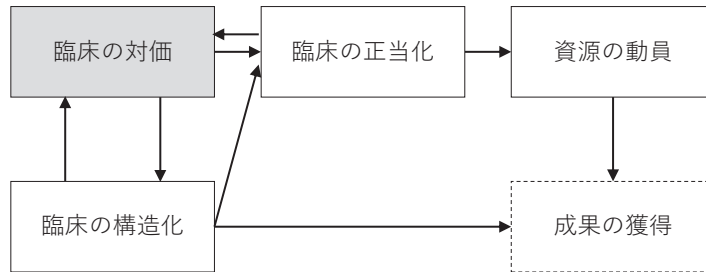 臨床の対価
臨床の正当化
資源の動員
臨床の構造化
成果の獲得